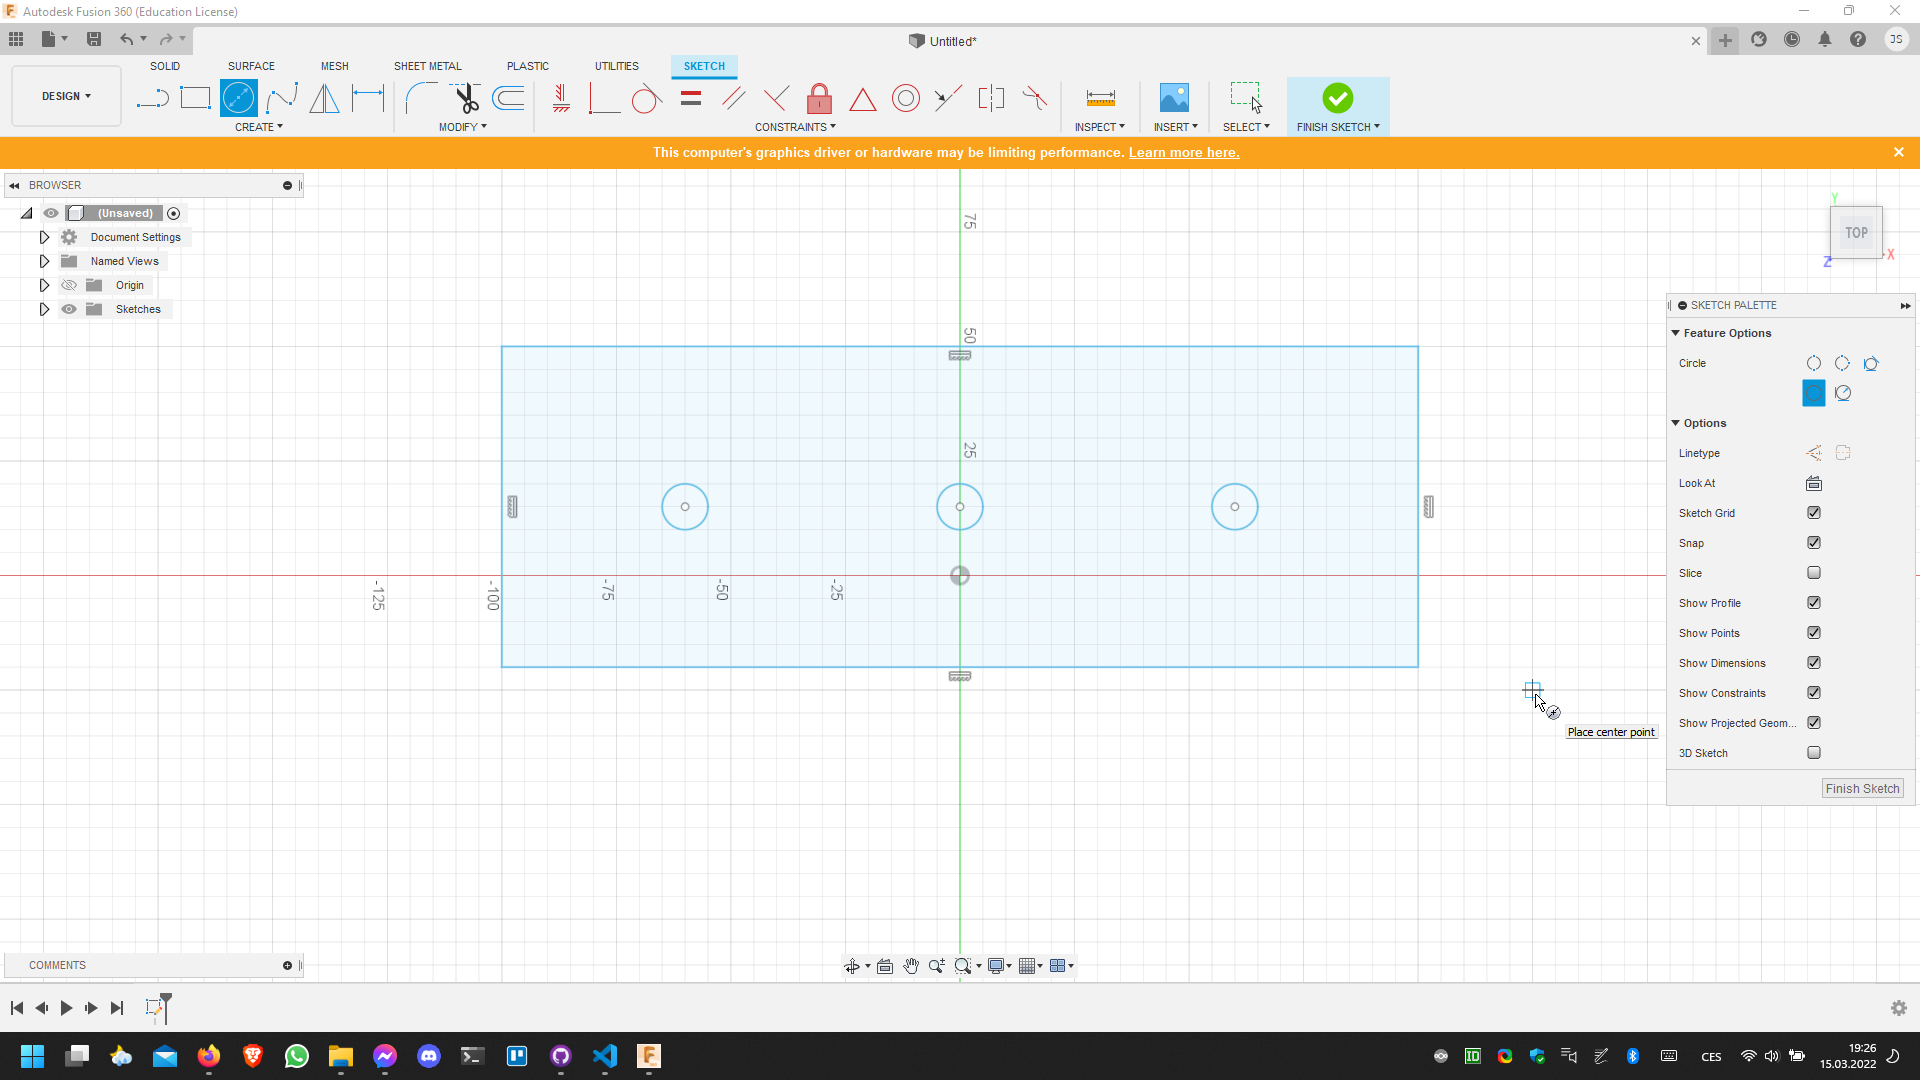 Autodesk Fusion 360 (Education License)
Untitled*
JS
SOLID SURFACE MESH SHEET METAL PLASTIC UTILITIES SKETCH
DESIGN
CREATE MODIFY CONSTRAINTS INSPECT INSERT SELECT FINISH SKETCH
This computer's graphics driver or hardware may be limiting performance. Learn more here.
BROWSER
(Unsaved)
Document Settings
Named Views
Origin
Sketches
75
50
25
-125 -100 -75 -50 -25
Y
TOP
X
Z
SKETCH PALETTE
Feature Options
Circle
Options
Linetype
Look At
Sketch Grid
Snap
Slice
Show Profile
Show Points
Show Dimensions
Show Constraints
Show Projected Geom...
3D Sketch
Finish Sketch
Place center point
COMMENTS
ID
CES
19:26
15.03.2022